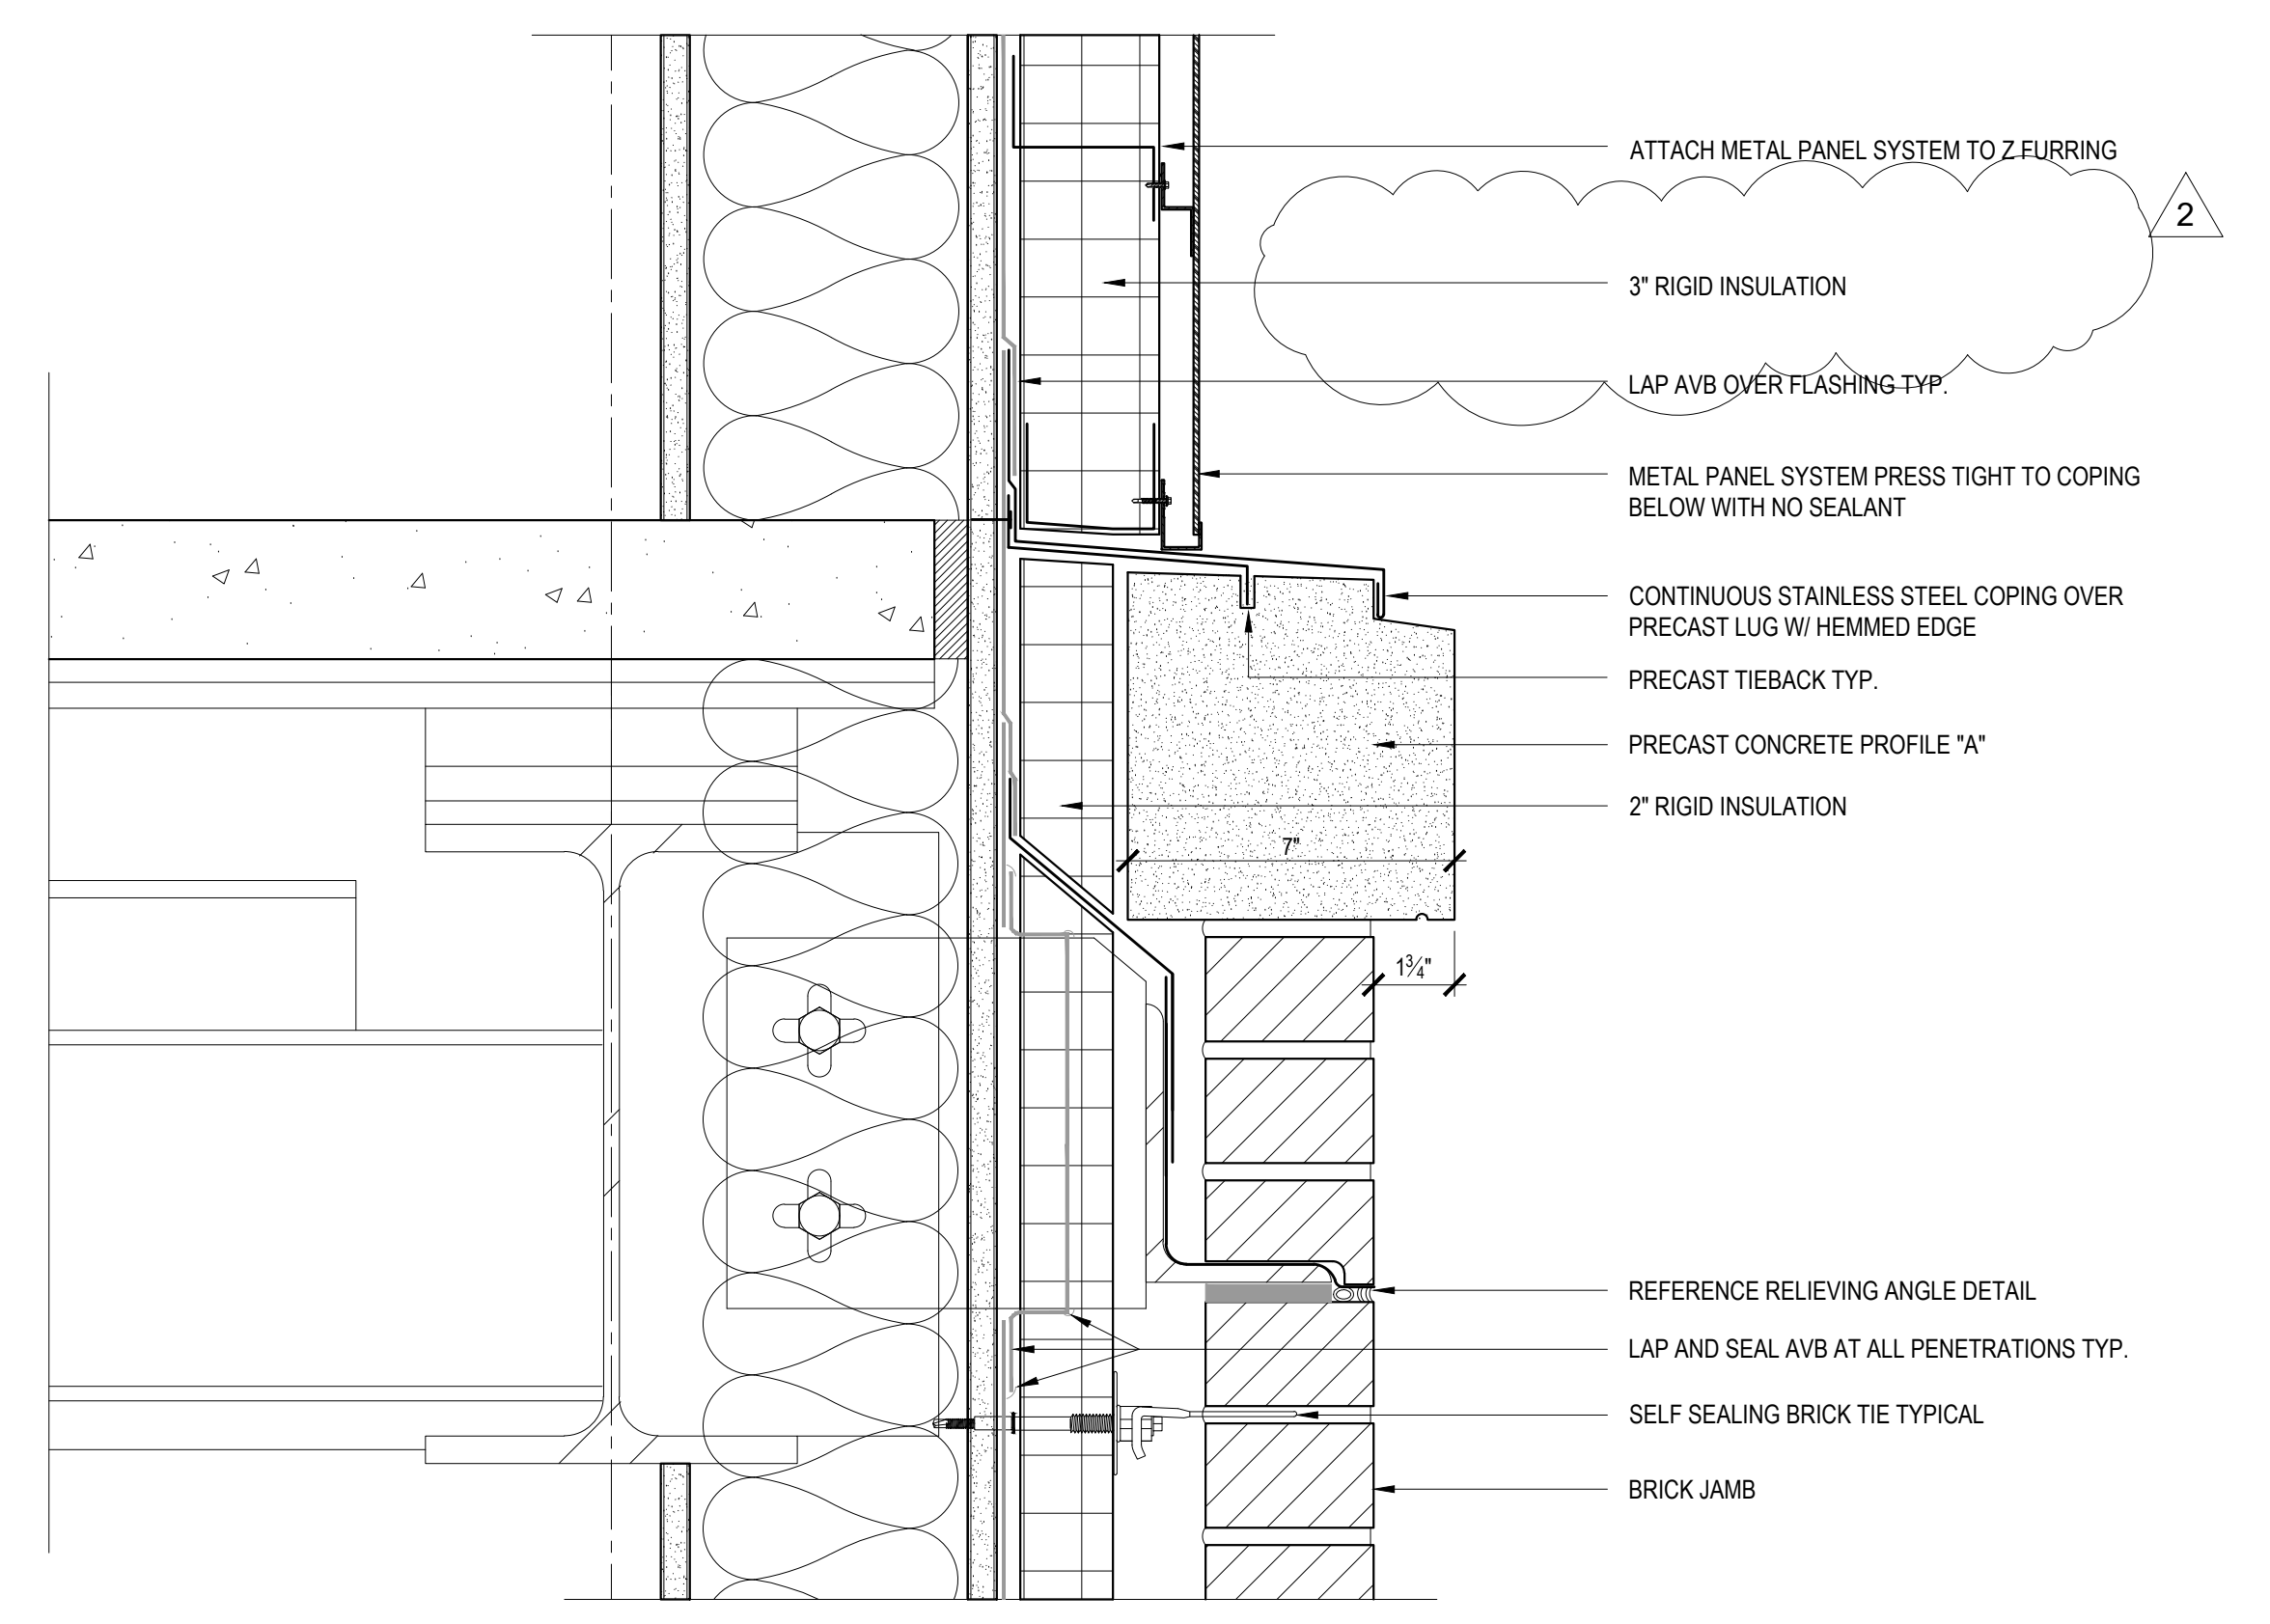 ATTACH METAL PANEL SYSTEM TO Z FURRING
2
3" RIGID INSULATION
LAP AVB OVER FLASHING TYP.
METAL PANEL SYSTEM PRESS TIGHT TO COPING
BELOW WITH NO SEALANT
CONTINUOUS STAINLESS STEEL COPING OVER
PRECAST LUG W/ HEMMED EDGE
PRECAST TIEBACK TYP.
PRECAST CONCRETE PROFILE "A"
2" RIGID INSULATION
7"
1 3/4"
REFERENCE RELIEVING ANGLE DETAIL
LAP AND SEAL AVB AT ALL PENETRATIONS TYP.
SELF SEALING BRICK TIE TYPICAL
BRICK JAMB